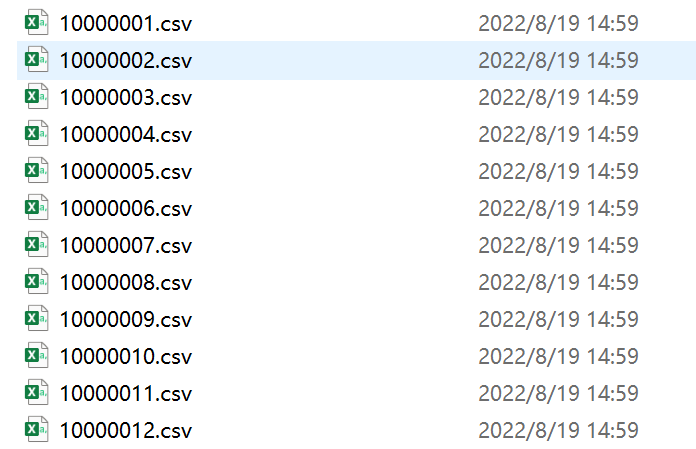 10000001.csv 2022/8/19 14:59
10000002.csv 2022/8/19 14:59
10000003.csv 2022/8/19 14:59
10000004.csv 2022/8/19 14:59
10000005.csv 2022/8/19 14:59
10000006.csv 2022/8/19 14:59
10000007.csv 2022/8/19 14:59
10000008.csv 2022/8/19 14:59
10000009.csv 2022/8/19 14:59
10000010.csv 2022/8/19 14:59
10000011.csv 2022/8/19 14:59
10000012.csv 2022/8/19 14:59